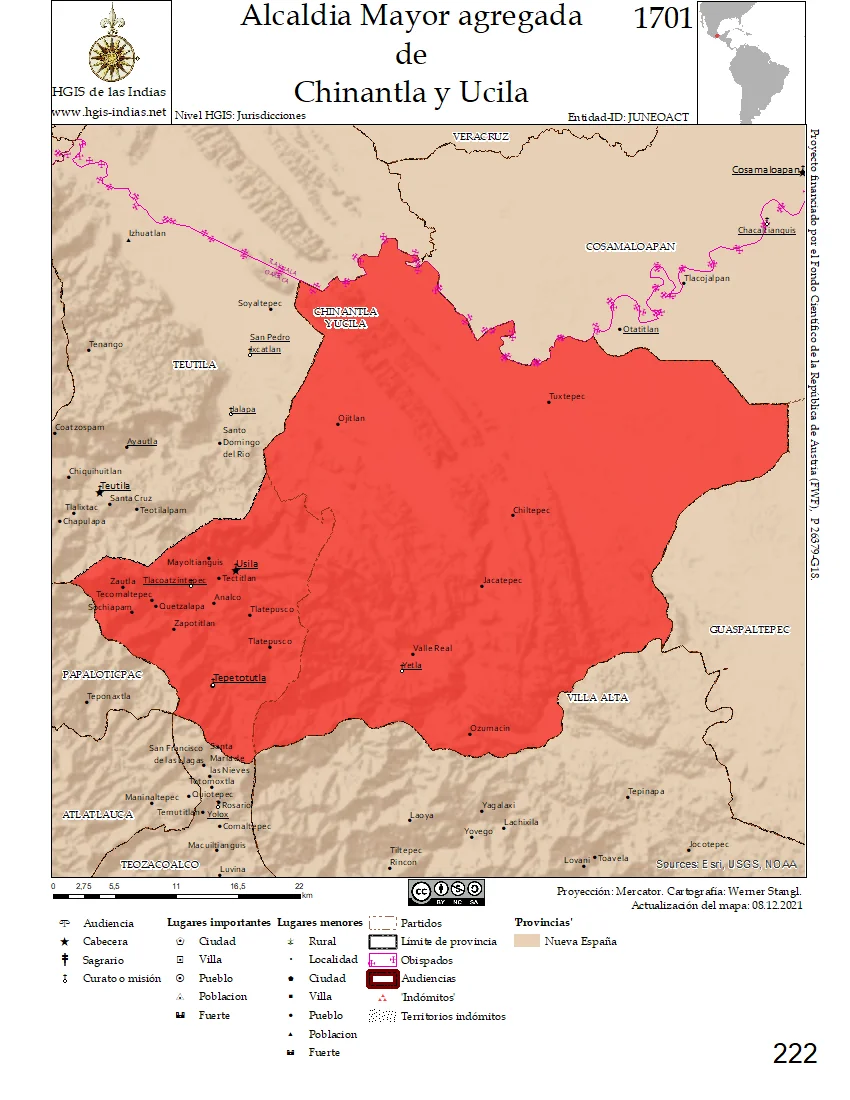 Alcaldia Mayor agregada
de
Chinantla y Ucila
1701
HGIS de las Indias
www.hgis-indias.net
Nivel HGIS: Jurisdicciones
Entidad-ID: JUNEOACT
VERACRUZ
Cosamaloapan
Chacaltianguis
Izhuatlan
COSAMALOAPAN
TLAXCALA
OAXACA
Tlacojalpan
Soyaltepec
CHINANTLA
Y UCILA
Otatitlan
San Pedro
Ixcatlan
Tenango
TEUTILA
Tuxtepec
Jalapa
Ojitlan
Coatzospam
Santo
Domingo
del Rio
Ayautla
Chiquihuitlan
Teutila
Santa Cruz
Tlalixtac
Teotilalpam
Chapulapa
Chiltepec
Mayoltianguis
Usila
Zautla
Tlacoatzintepec
Tectitlan
Jacatepec
Tecomaltepec
Analco
Sochiapam
Quetzalapa
Tlatepusco
Zapotitlan
GUASPALTEPEC
Tlatepusco
Valle Real
Yetla
PAPALOTICPAC
Tepetotutla
Teponaxtla
VILLA ALTA
Ozumacin
San Francisco
de las Llagas
Santa
Maria de
las Nieves
Totomoxtla
Maninaltepec
Quiotepec
Rosario
Tepinapa
ATLATLAUCA
Temutitlan
Yolox
Yagalaxi
Comaltepec
Laoya
Lachixila
Yovego
Macuiltianguis
Jocotepec
TEOZACOALCO
Luvina
Tiltepec
Rincon
Lovani
Toavela
Sources: Esri, USGS, NOAA
Proyecto financiado por el Fondo Científico de la República de Austria (FWF), P 26379-G18.
0 2,75 5,5 11 16,5 22
km
CC BY NC SA
Proyección: Mercator. Cartografía: Werner Stangl.
Actualización del mapa: 08.12.2021
Audiencia
Cabecera
Sagrario
Curato o misión
Lugares importantes
Ciudad
Villa
Pueblo
Poblacion
Fuerte
Lugares menores
Rural
Localidad
Ciudad
Villa
Pueblo
Poblacion
Fuerte
Partidos
Límite de provincia
Obispados
Audiencias
'Indómitos'
Territorios indómitos
'Provincias'
Nueva España
222